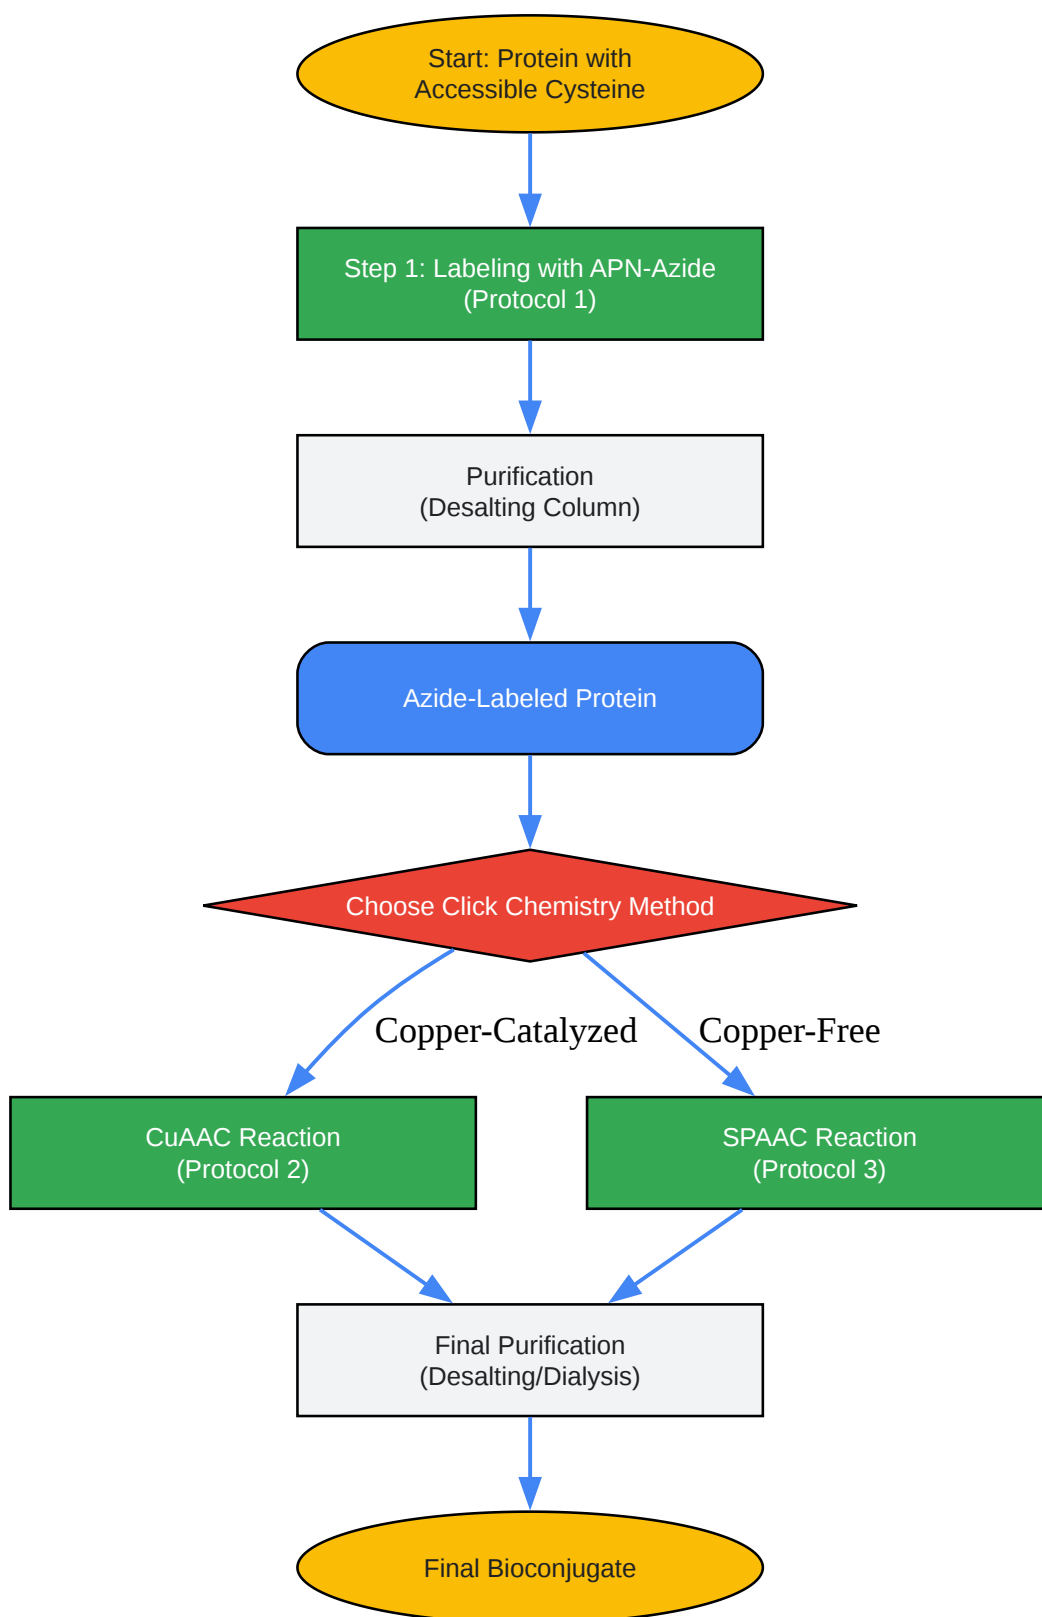 Start: Protein with
Accessible Cysteine
Step 1: Labeling with APN-Azide
(Protocol 1)
Purification
(Desalting Column)
Azide-Labeled Protein
Choose Click Chemistry Method
Copper-Catalyzed
Copper-Free
CuAAC Reaction
(Protocol 2)
SPAAC Reaction
(Protocol 3)
Final Purification
(Desalting/Dialysis)
Final Bioconjugate